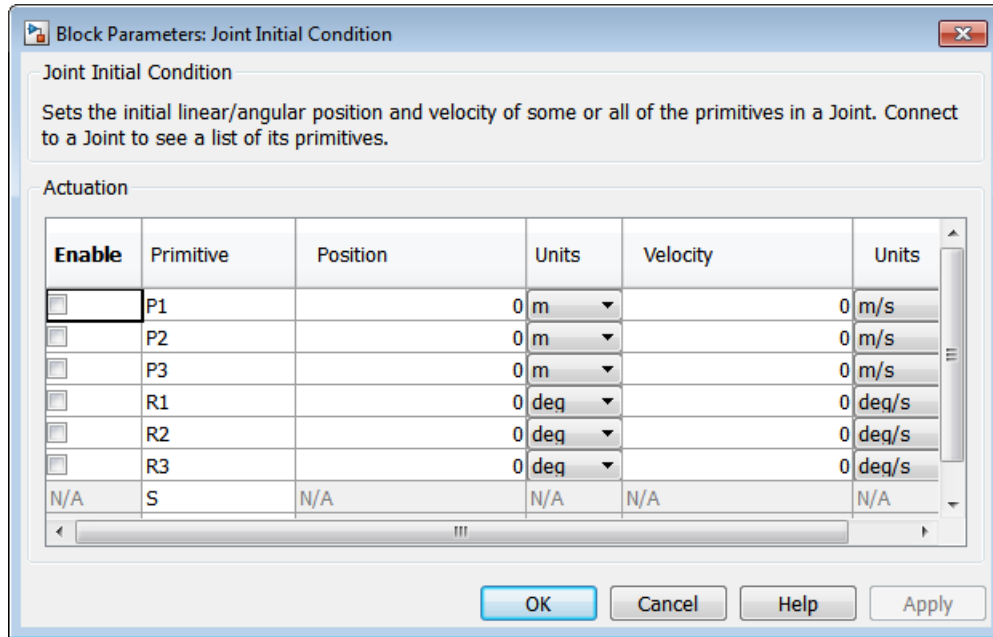 Block Parameters: Joint Initial Condition
Joint Initial Condition
Sets the initial linear/angular position and velocity of some or all of the primitives in a Joint. Connect
to a Joint to see a list of its primitives.
Actuation
Enable Primitive Position Units Velocity Units
P1 0 m 0 m/s
P2 0 m 0 m/s
P3 0 m 0 m/s
R1 0 deg 0 deg/s
R2 0 deg 0 deg/s
R3 0 deg 0 deg/s
N/A S N/A N/A N/A N/A
OK Cancel Help Apply